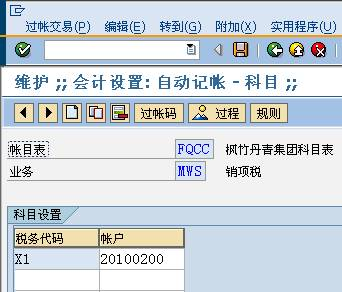 过帐交易(P) 编辑(E) 转到(G) 附加(X) 实用程序(U)
维护 ;; 会计设置: 自动记帐 - 科目 ;;
过帐码 过程 规则
帐目表 FQCC 枫竹丹青集团科目表
业务 MWS 销项税
科目设置
税务代码 帐户
X1 20100200